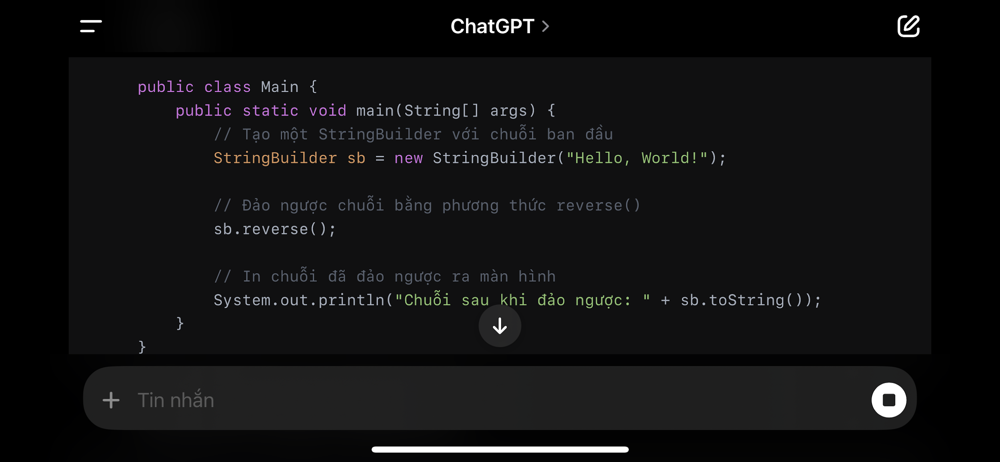 ChatGPT
public class Main {
    public static void main(String[] args) {
        // Tạo một StringBuilder với chuỗi ban đầu
        StringBuilder sb = new StringBuilder("Hello, World!");
        // Đảo ngược chuỗi bằng phương thức reverse()
        sb.reverse();
        // In chuỗi đã đảo ngược ra màn hình
        System.out.println("Chuỗi sau khi đảo ngược: " + sb.toString());
    }
}
Tin nhắn